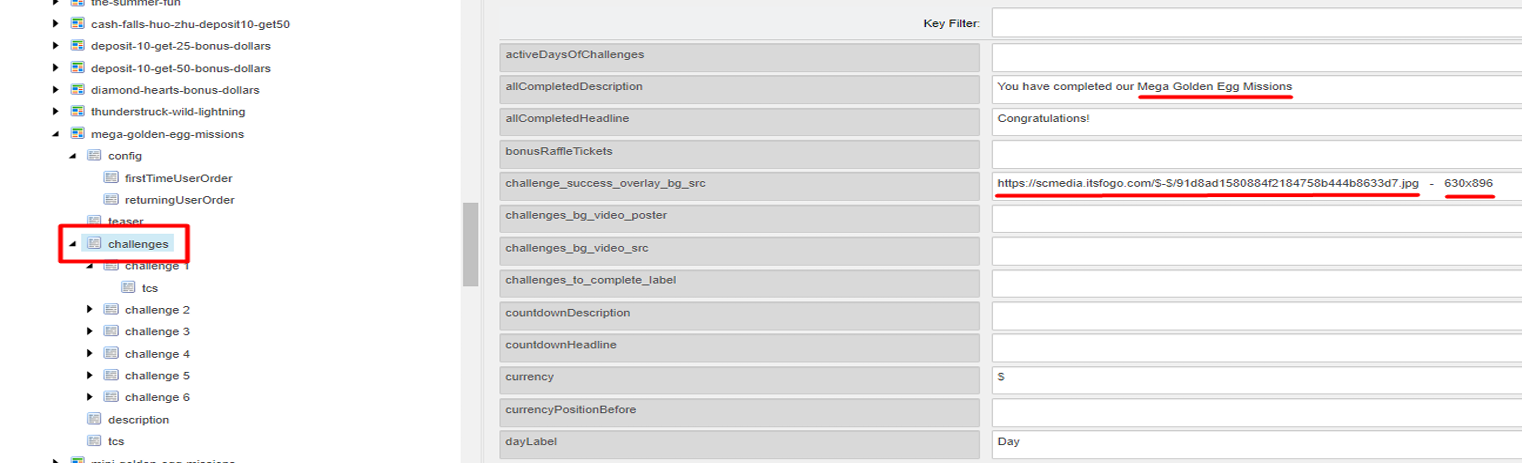 the-summer-fun
cash-falls-huo-zhu-deposit10-get50
deposit-10-get-25-bonus-dollars
deposit-10-get-50-bonus-dollars
diamond-hearts-bonus-dollars
thunderstruck-wild-lightning
mega-golden-egg-missions
config
firstTimeUserOrder
returningUserOrder
teaser
challenges
challenge 1
tcs
challenge 2
challenge 3
challenge 4
challenge 5
challenge 6
description
tcs
mini-golden-egg-missions
Key Filter:
activeDaysOfChallenges
allCompletedDescription You have completed our Mega Golden Egg Missions
allCompletedHeadline Congratulations!
bonusRaffleTickets
challenge_success_overlay_bg_src https://scmedia.itsfogo.com/$-$/91d8ad1580884f2184758b444b8633d7.jpg - 630x896
challenges_bg_video_poster
challenges_bg_video_src
challenges_to_complete_label
countdownDescription
countdownHeadline
currency $
currencyPositionBefore
dayLabel Day